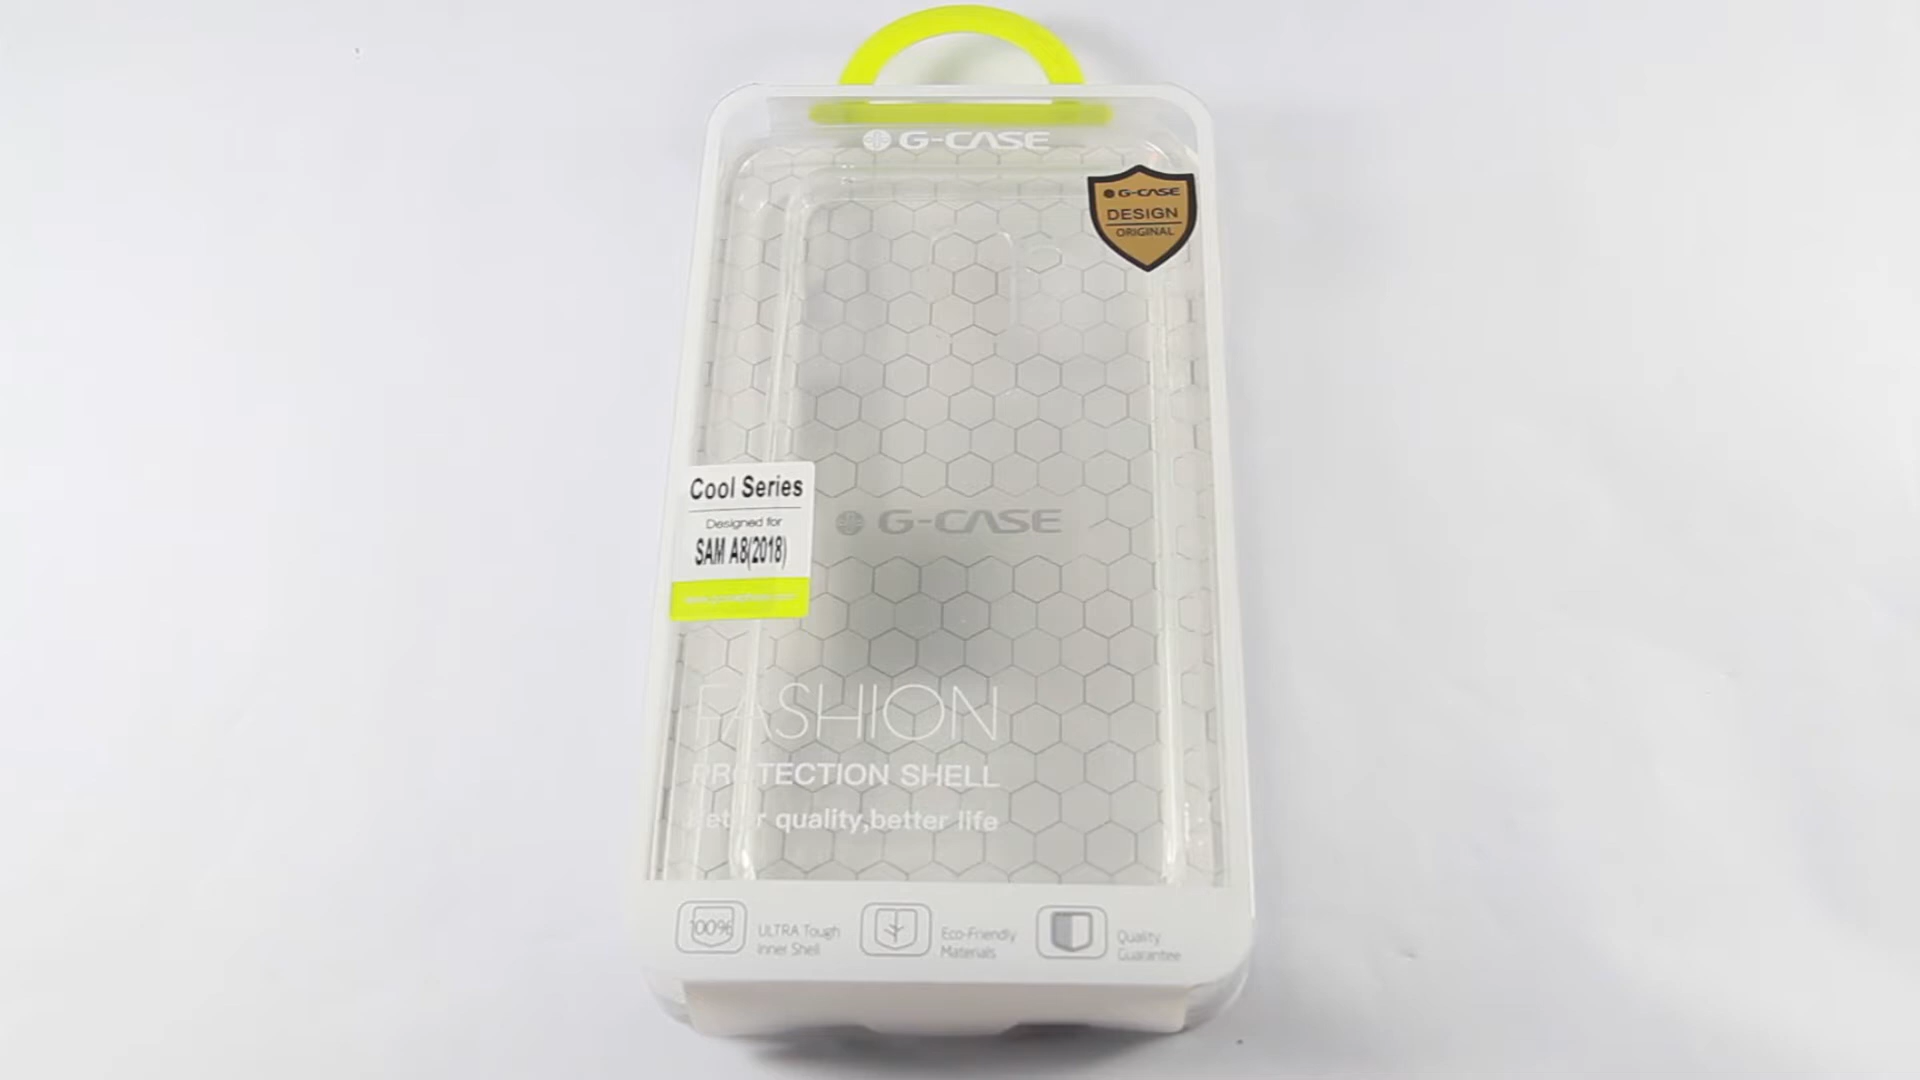 G-CASE
G-CASE
DESIGN
ORIGINAL
Cool Series
Designed for
SAM A8(2018)
G-CASE
FASHION
PROTECTION SHELL
Better quality,better life
100%
ULTRA Tough
Inner Shell
Eco-Friendly
Materials
Quality
Guarantee